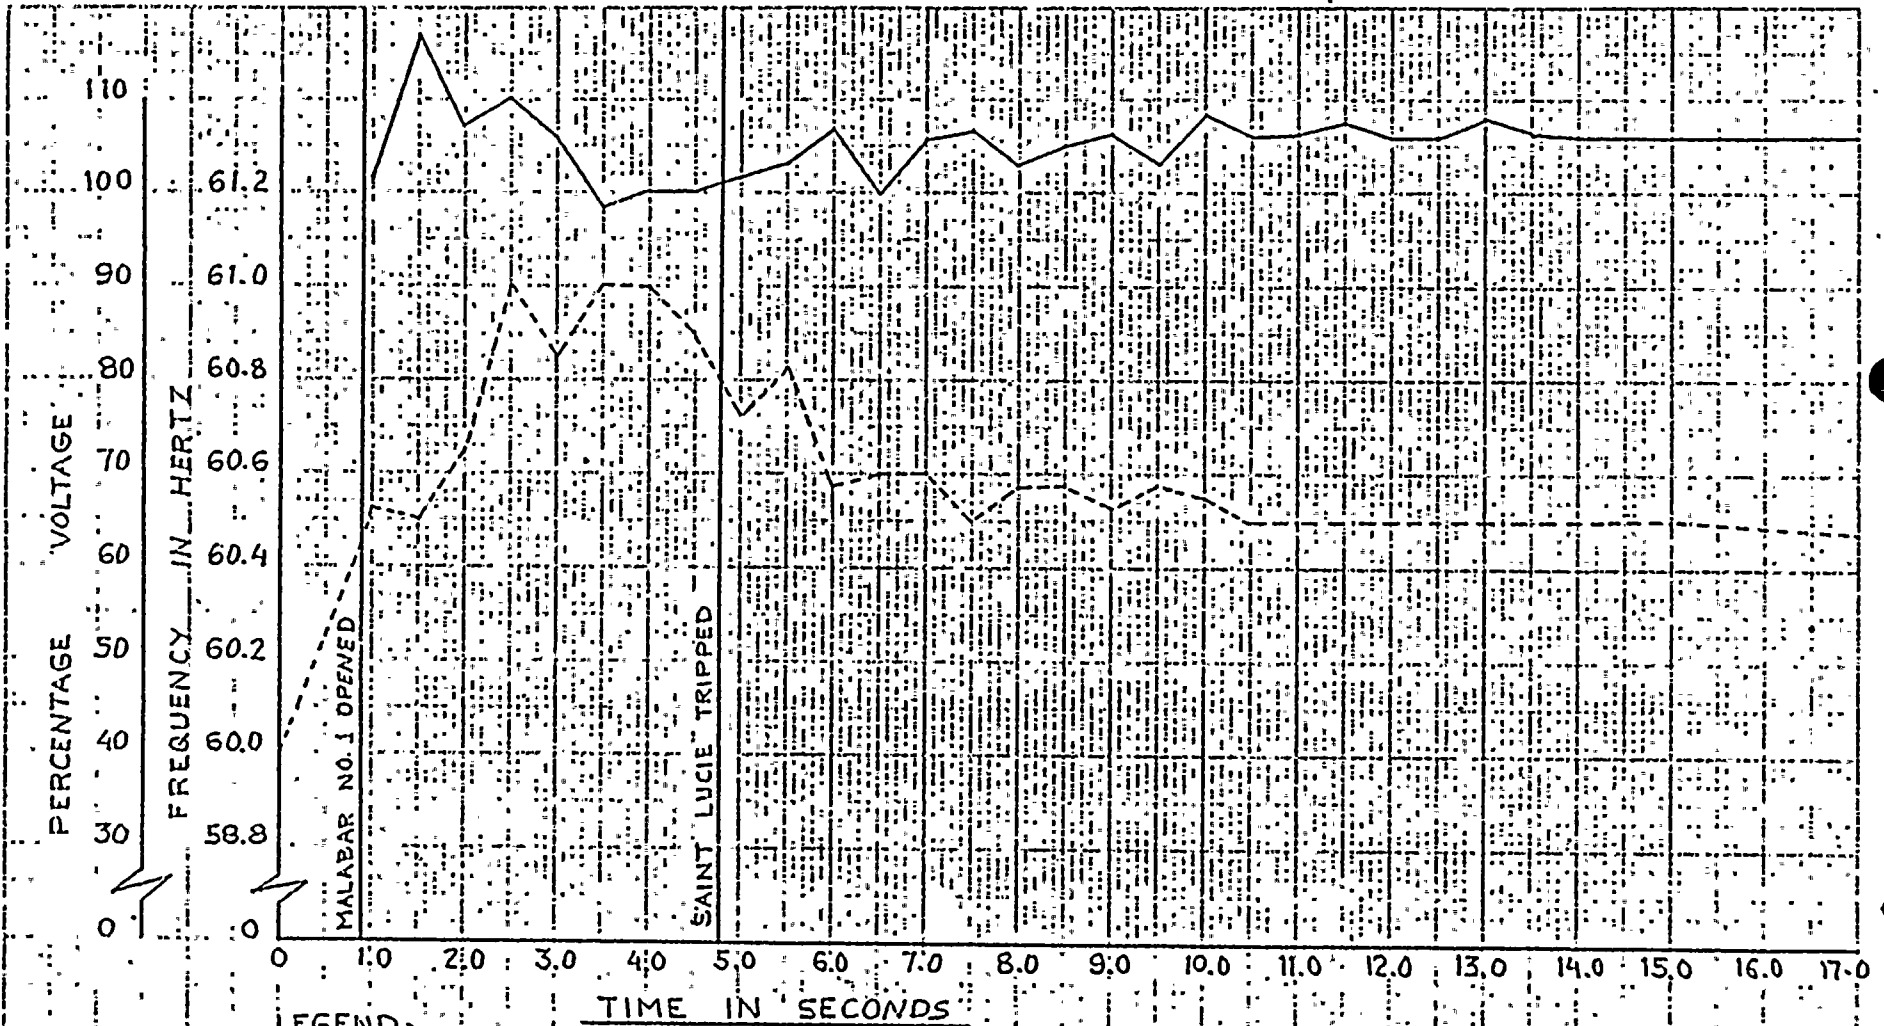 110
100
90
80
70
60
50
40
30
0
PERCENTAGE VOLTAGE
61.2
61.0
60.8
60.6
60.4
60.2
60.0
58.8
0
FREQUENCY IN HERTZ
MALABAR NO.1 OPENED
SAINT LUCIE TRIPPED
0 1.0 2.0 3.0 4.0 5.0 6.0 7.0 8.0 9.0 10.0 11.0 12.0 13.0 14.0 15.0 16.0 17.0
TIME IN SECONDS
LEGEND: